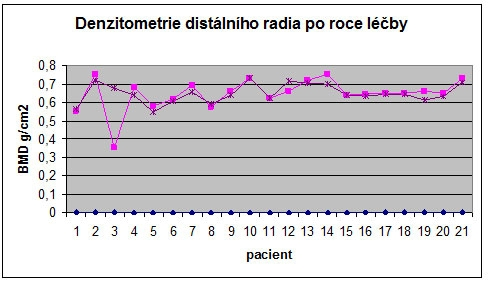 Denzitometrie distálního radia po roce léčby
BMD g/cm2
0,8
0,7
0,6
0,5
0,4
0,3
0,2
0,1
0
1 2 3 4 5 6 7 8 9 10 11 12 13 14 15 16 17 18 19 20 21
pacient